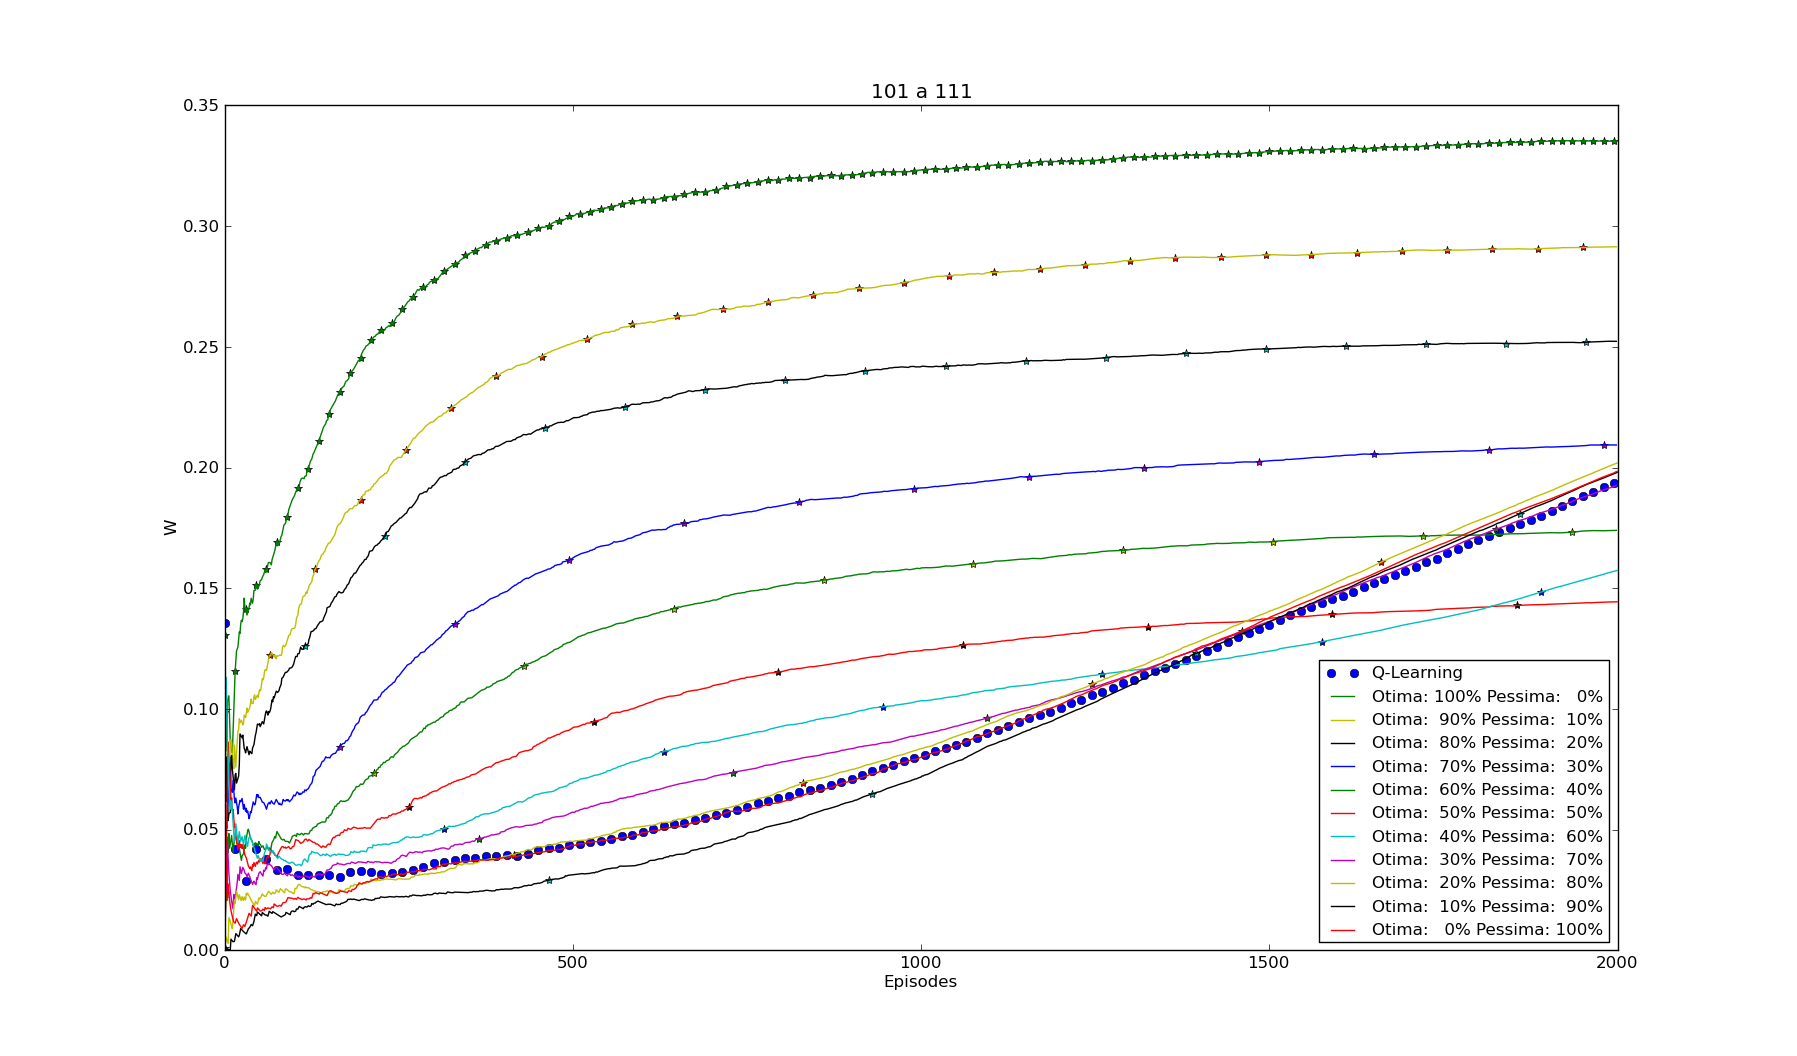 101 a 111
0.35
0.30
0.25
0.20
0.15
0.10
0.05
0.00
W
0
500
1000
1500
2000
Episodes
Q-Learning
Otima: 100% Pessima:   0%
Otima:  90% Pessima:  10%
Otima:  80% Pessima:  20%
Otima:  70% Pessima:  30%
Otima:  60% Pessima:  40%
Otima:  50% Pessima:  50%
Otima:  40% Pessima:  60%
Otima:  30% Pessima:  70%
Otima:  20% Pessima:  80%
Otima:  10% Pessima:  90%
Otima:   0% Pessima: 100%